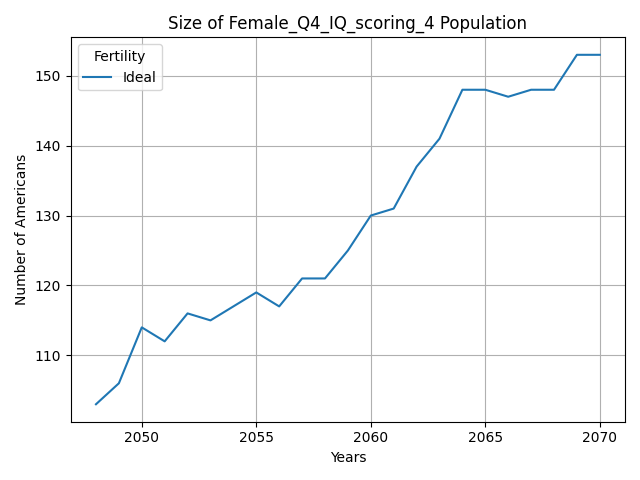 Size of Female_Q4_IQ_scoring_4 Population
Fertility
Ideal
Number of Americans
150
140
130
120
110
2050 2055 2060 2065 2070
Years